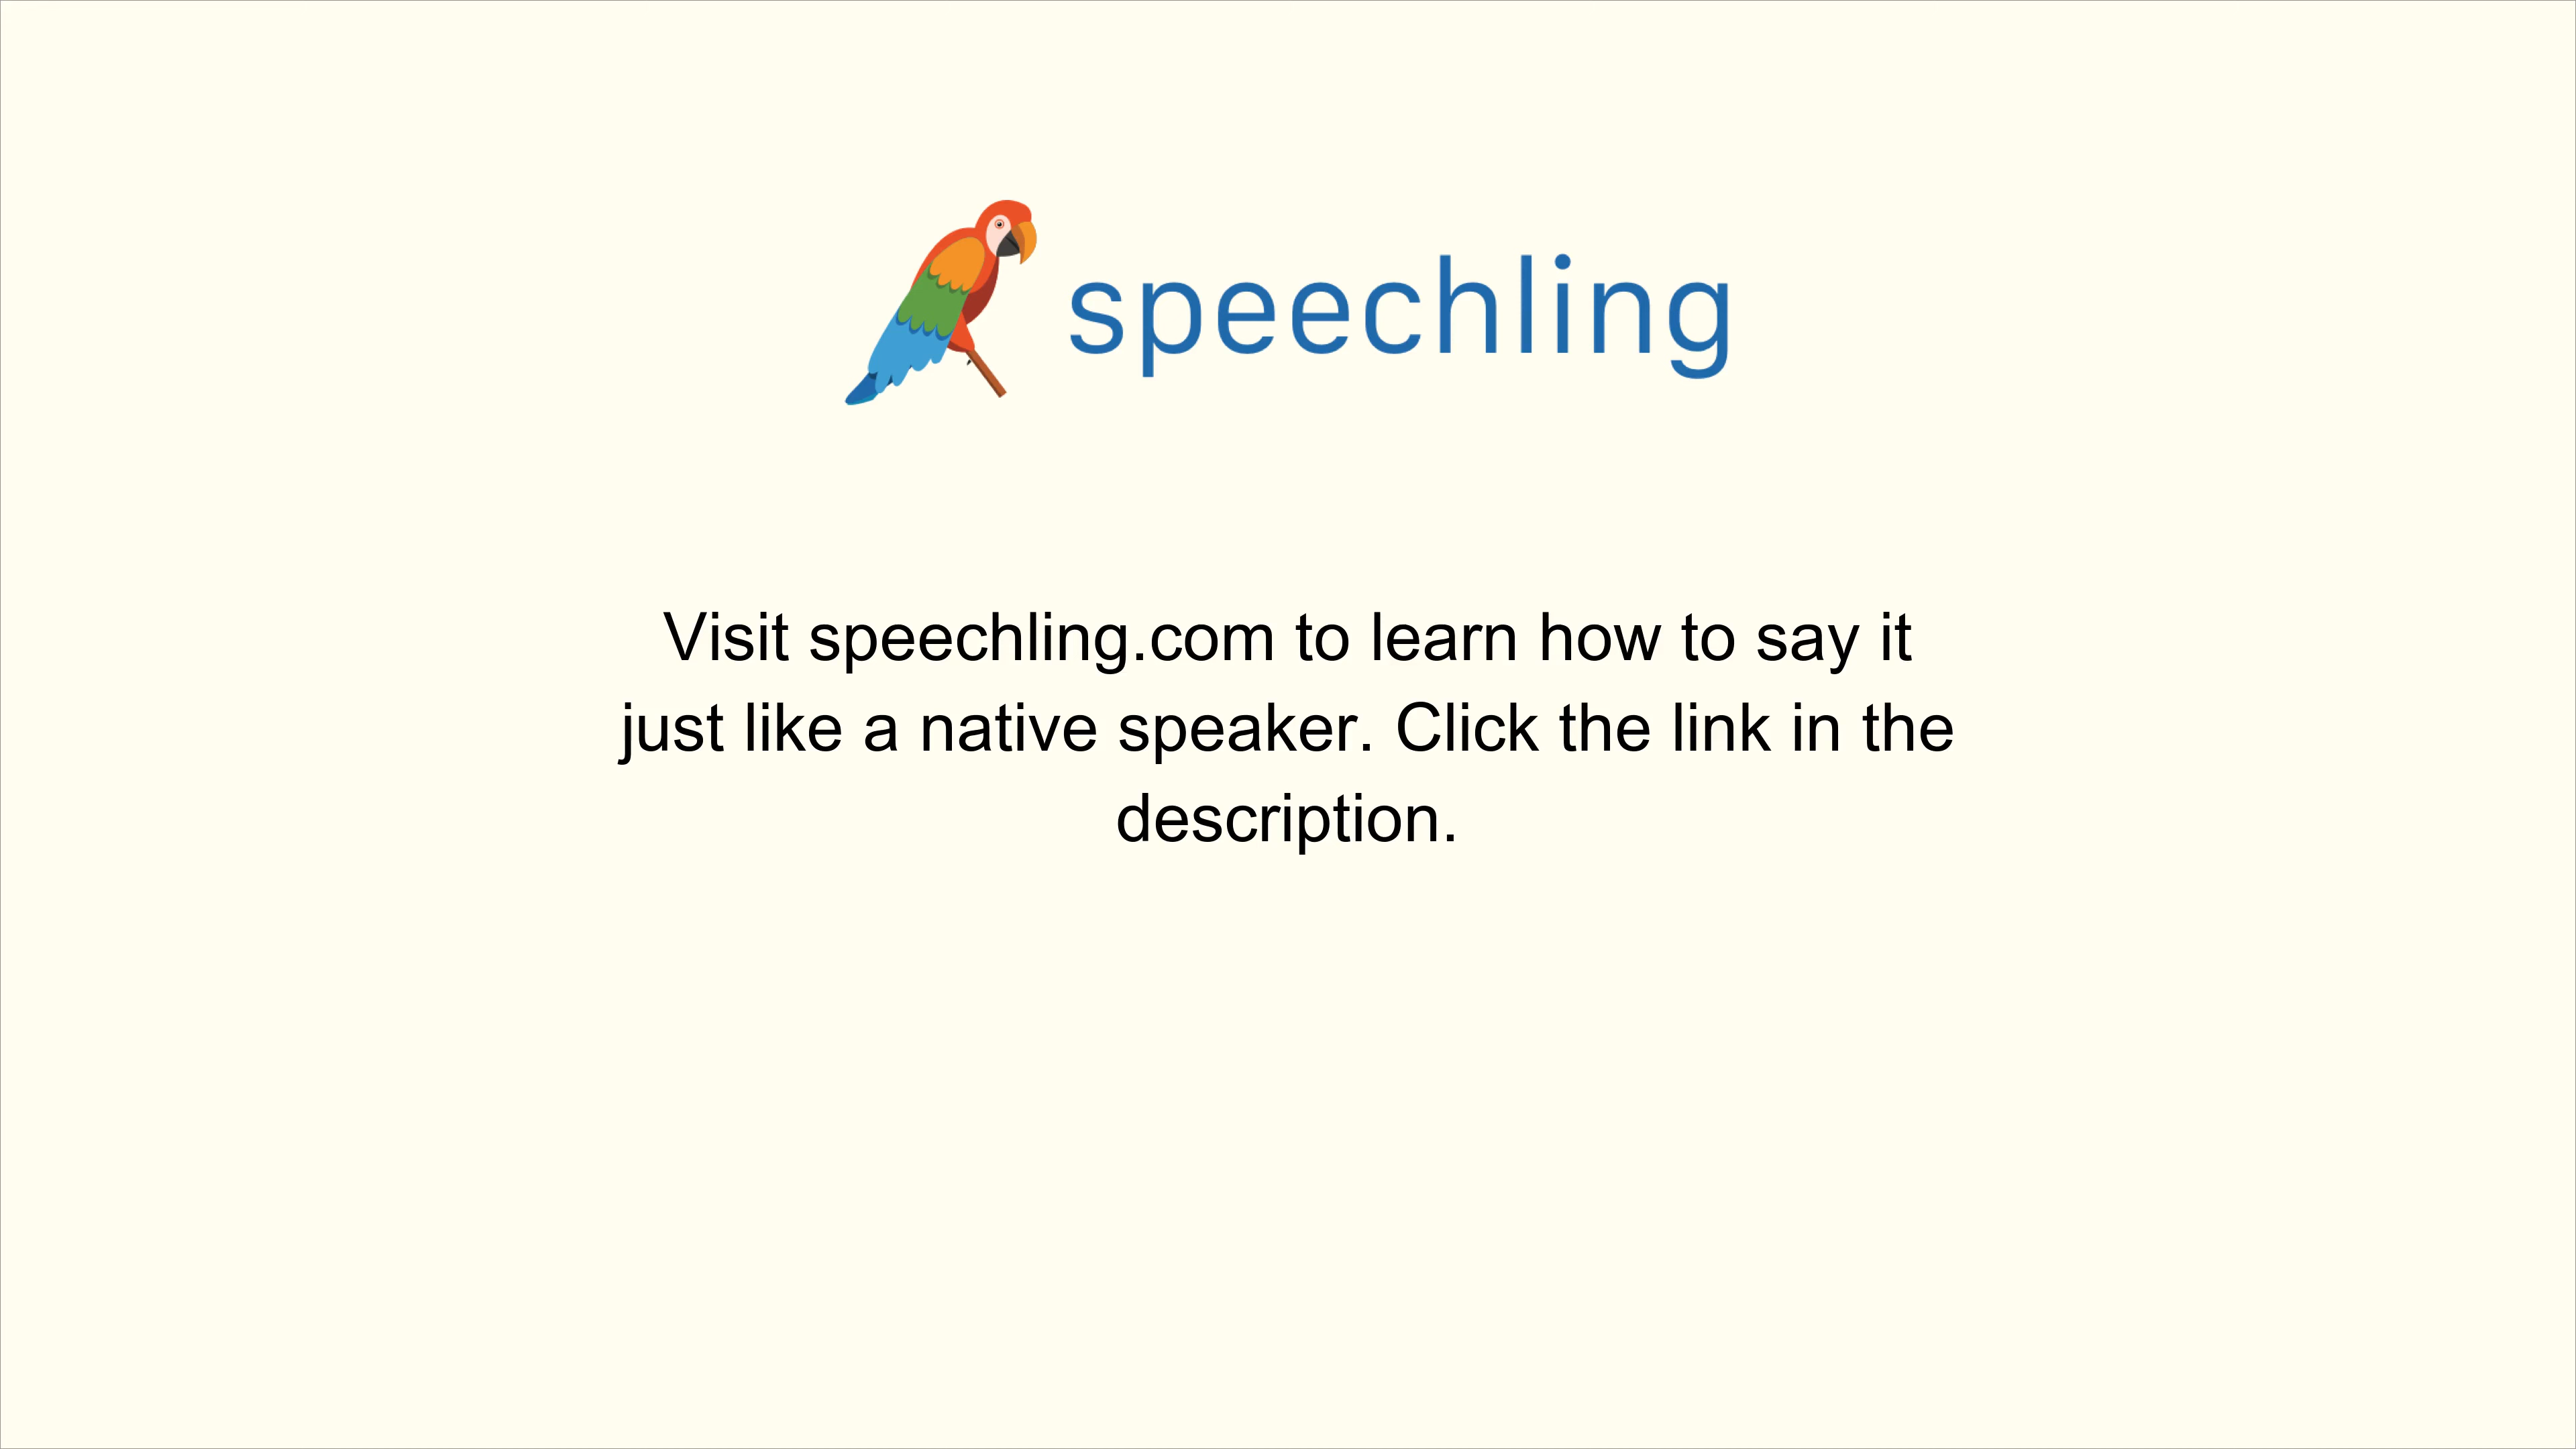 speechling
Visit speechling.com to learn how to say it
just like a native speaker. Click the link in the
description.